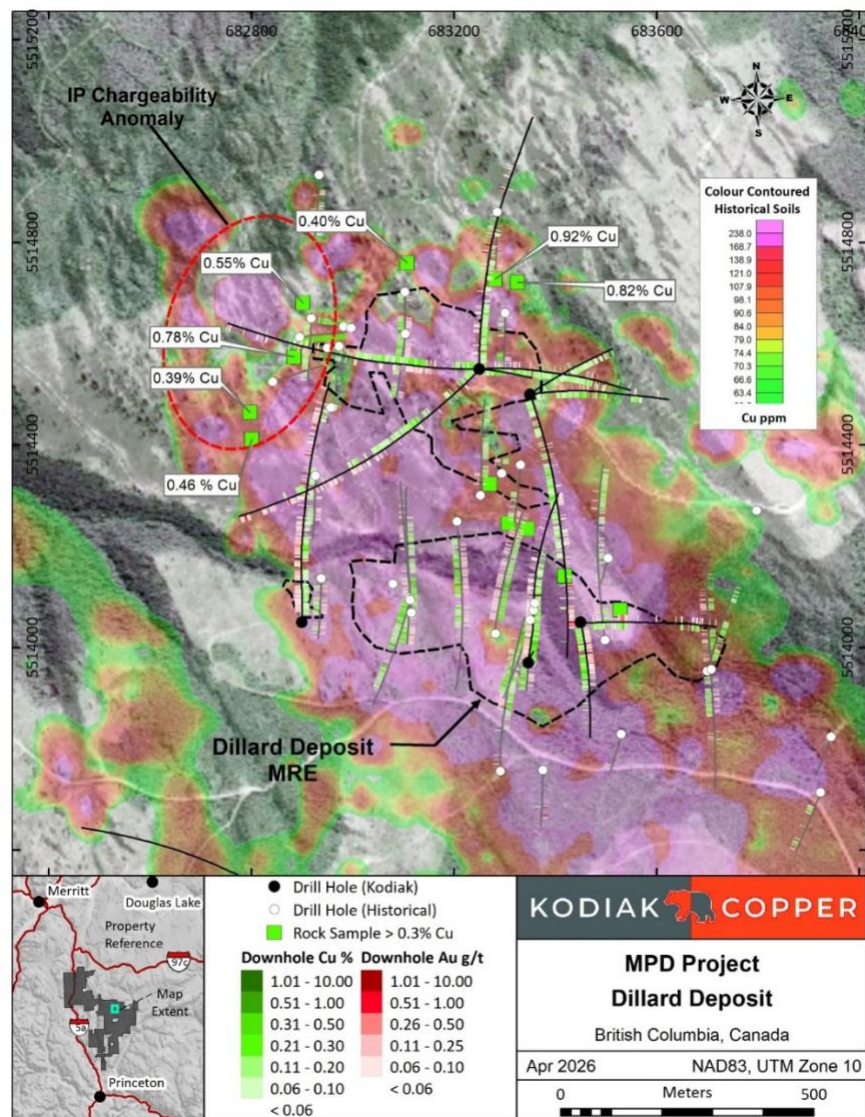 682800
683200
683600
5515200
5515200
IP Chargeability
Anomaly
N
W
E
S
Colour Contoured
Historical Soils
238.0
168.7
138.9
121.0
107.9
98.1
90.6
84.0
79.0
74.4
70.3
66.6
63.4
Cu ppm
5514800
5514800
0.40% Cu
0.92% Cu
0.55% Cu
0.82% Cu
0.78% Cu
0.39% Cu
0.46 % Cu
5514400
5514400
5514000
5514000
Dillard Deposit
MRE
Merritt
Douglas Lake
Property
Reference
97c
Map
Extent
5a
Princeton
Drill Hole (Kodiak)
Drill Hole (Historical)
Rock Sample > 0.3% Cu
Downhole Cu %
1.01 - 10.00
0.51 - 1.00
0.31 - 0.50
0.21 - 0.30
0.11 - 0.20
0.06 - 0.10
< 0.06
Downhole Au g/t
1.01 - 10.00
0.51 - 1.00
0.26 - 0.50
0.11 - 0.25
0.06 - 0.10
< 0.06
KODIAK COPPER
MPD Project
Dillard Deposit
British Columbia, Canada
Apr 2026
NAD83, UTM Zone 10
Meters
0
500